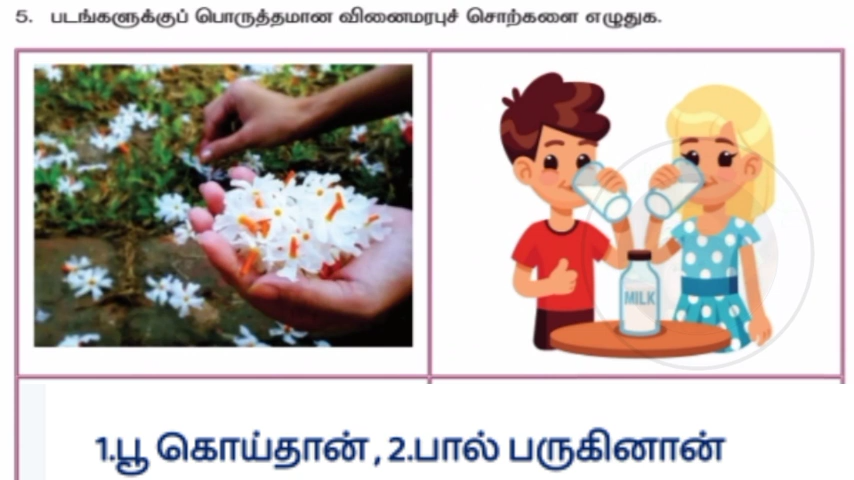 5. படங்களுக்குப் பொருத்தமான வினைமரபுச் சொற்களை எழுதுக.
MILK
1.பூ கொய்தான் , 2.பால் பருகினான்